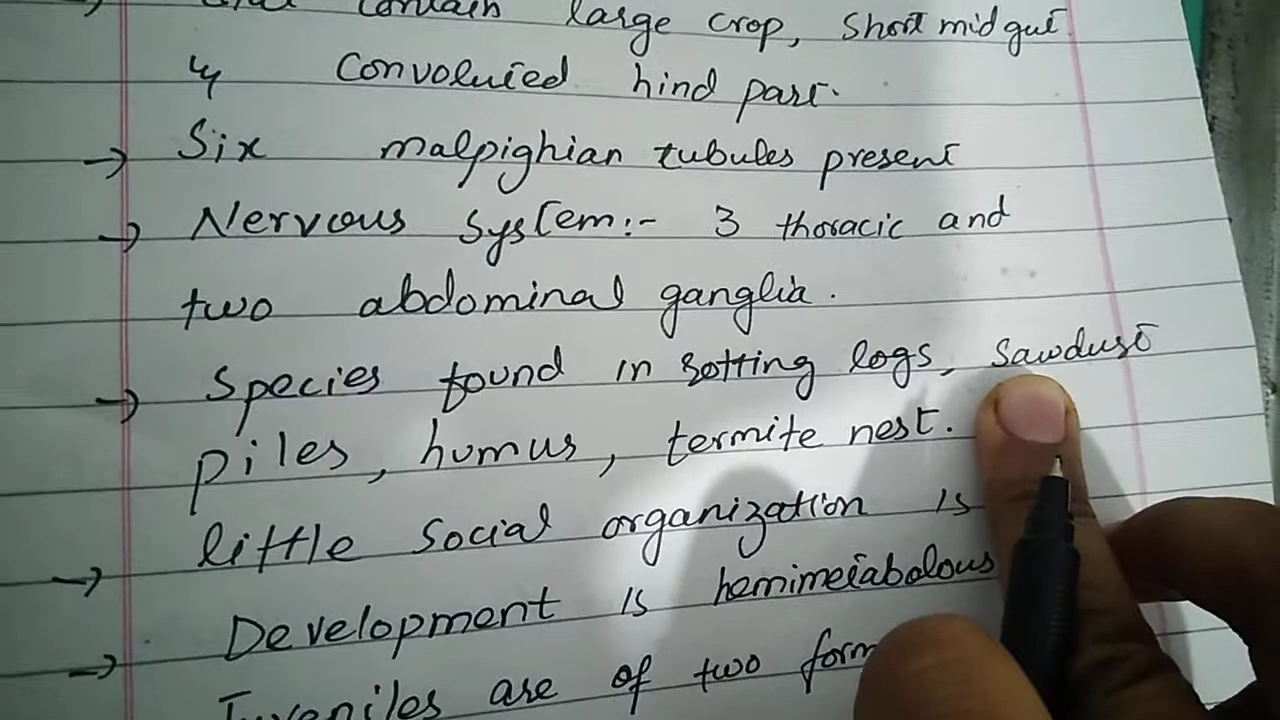 contain large crop, short midgut
4 convoluted hind part.
→ Six malpighian tubules present
→ Nervous system:- 3 thoracic and
two abdominal ganglia.
→ Species found in rotting logs, sawdust
piles, humus, termite nest.
→ little social organization is
→ Development is hemimetabolous
Juveniles are of two form